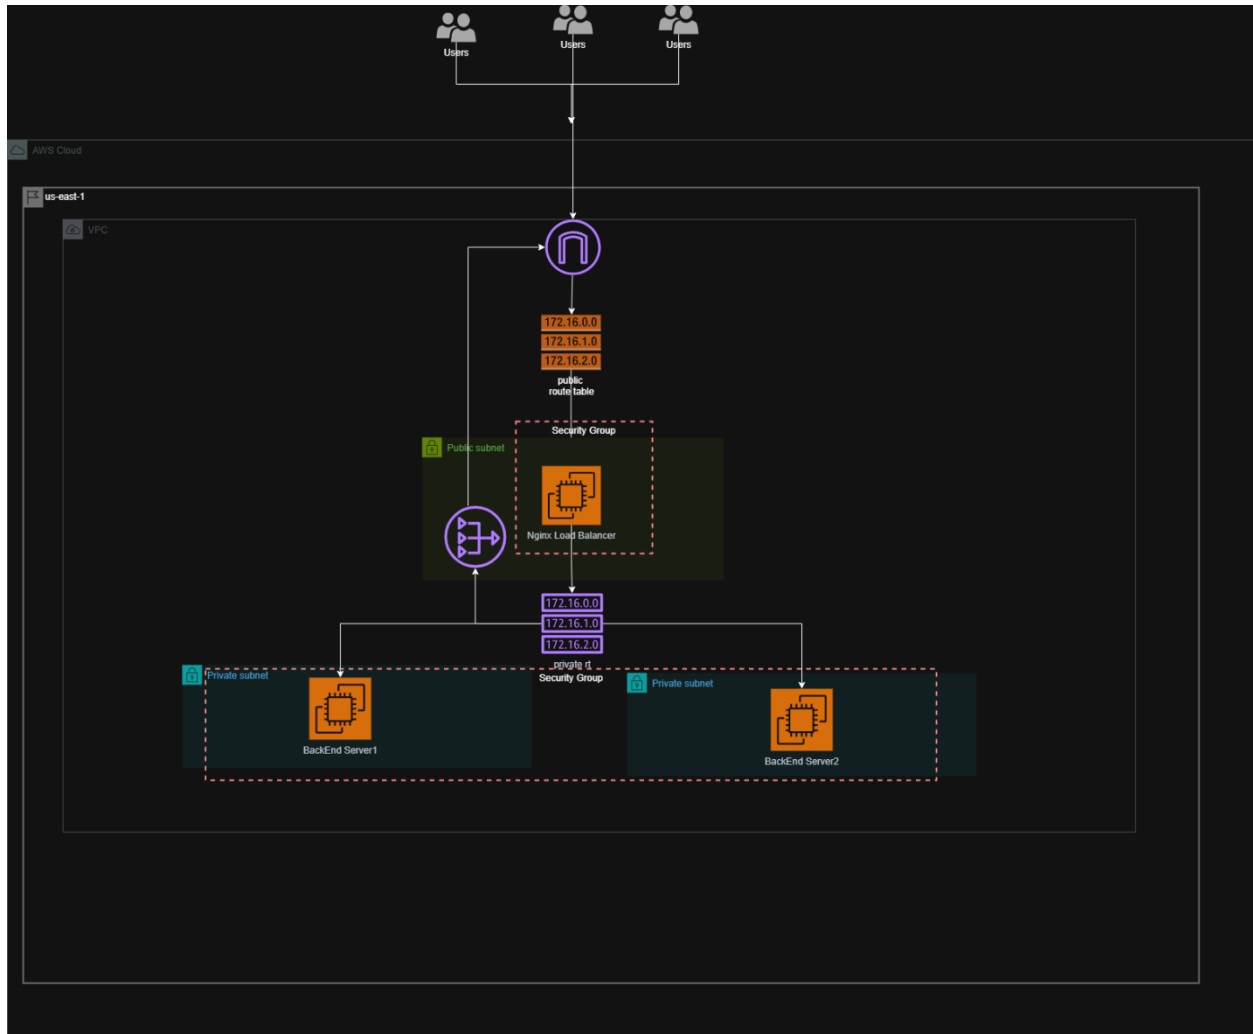 Users
Users
Users
AWS Cloud
us-east-1
VPC
172.16.0.0
172.16.1.0
172.16.2.0
public
route table
Security Group
Public subnet
Nginx Load Balancer
172.16.0.0
172.16.1.0
172.16.2.0
private rt
Security Group
Private subnet
Private subnet
BackEnd Server1
BackEnd Server2